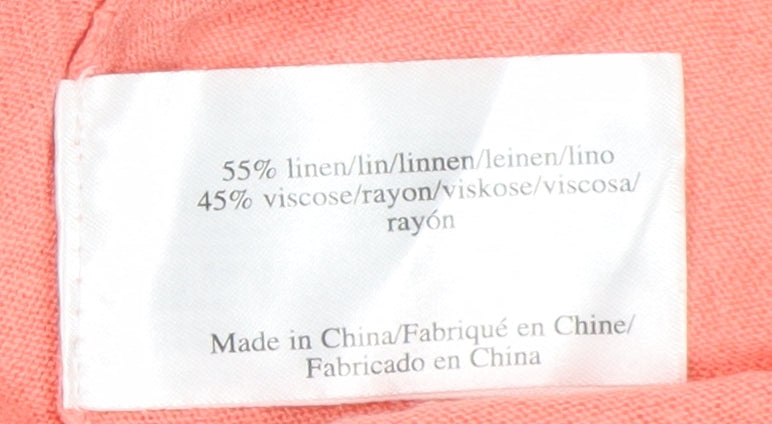 55% linen/lin/linnen/leinen/lino
45% viscose/rayon/viskose/viscosa/
rayón
Made in China/Fabriqué en Chine/
Fabricado en China